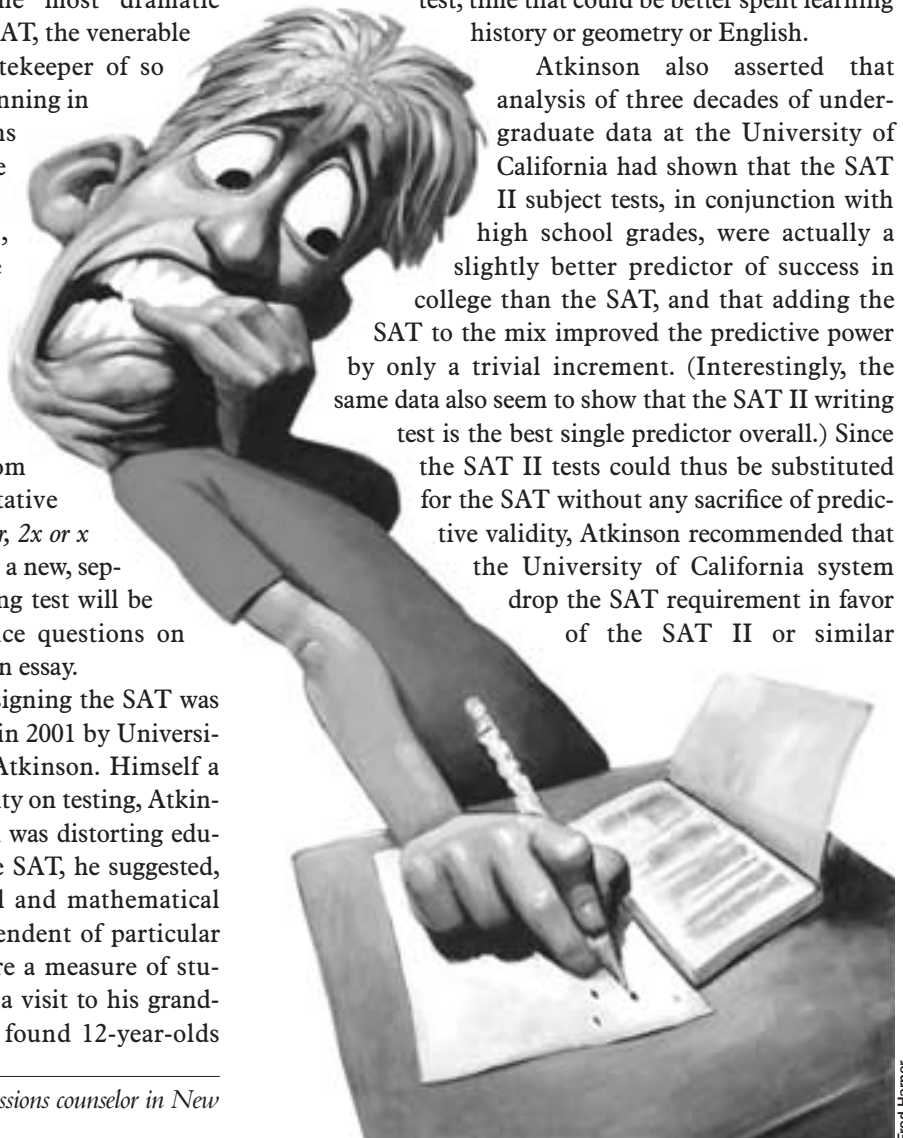 most dramatic
AT, the venerable
tekeeper of so
nning in
ns
e
,
om
tative
r, 2x or x
a new, sep-
ng test will be
ce questions on
n essay.
signing the SAT was
in 2001 by Universi-
Atkinson. Himself a
ity on testing, Atkin-
was distorting edu-
e SAT, he suggested,
l and mathematical
endent of particular
re a measure of stu-
a visit to his grand-
found 12-year-olds
ssions counselor in New
test, time that could be better spent learning
history or geometry or English.
Atkinson also asserted that
analysis of three decades of under-
graduate data at the University of
California had shown that the SAT
II subject tests, in conjunction with
high school grades, were actually a
slightly better predictor of success in
college than the SAT, and that adding the
SAT to the mix improved the predictive power
by only a trivial increment. (Interestingly, the
same data also seem to show that the SAT II writing
test is the best single predictor overall.) Since
the SAT II tests could thus be substituted
for the SAT without any sacrifice of predic-
tive validity, Atkinson recommended that
the University of California system
drop the SAT requirement in favor
of the SAT II or similar